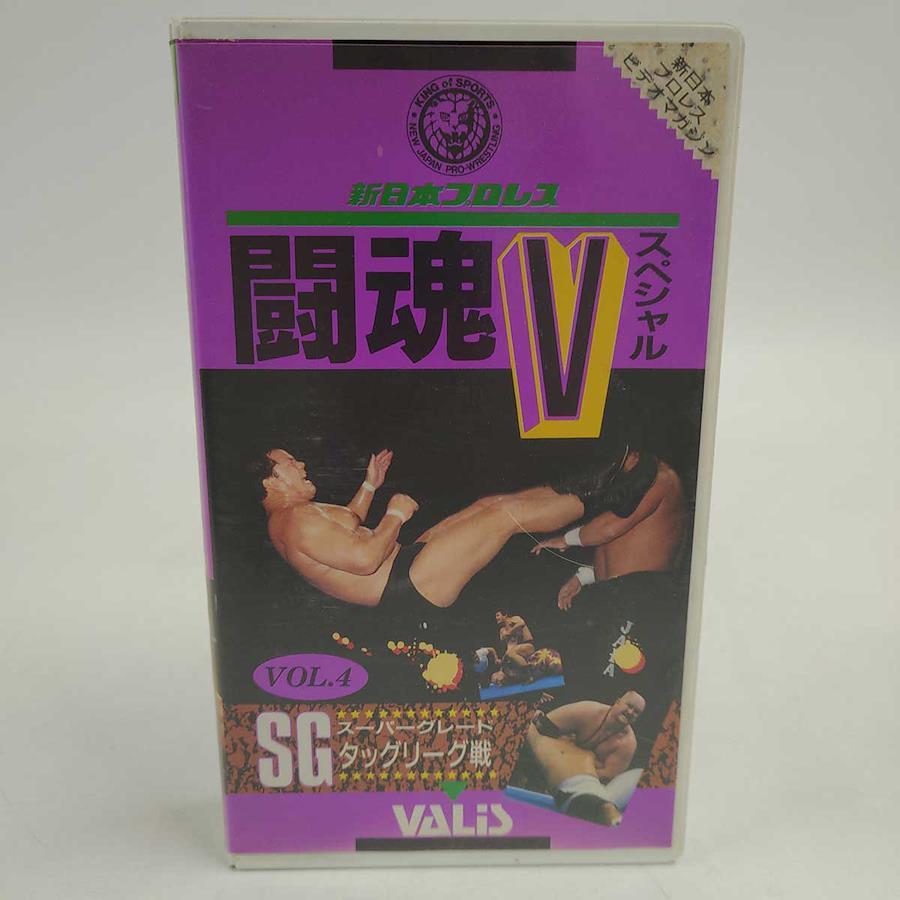 新日本
プロレス
ビデオマガジン
KING of SPORTS
NEW JAPAN PRO-WRESTLING
新日本プロレス
闘魂V
スペシャル
VOL.4
SG
スーパーグレード
タッグリーグ戦
VALiS